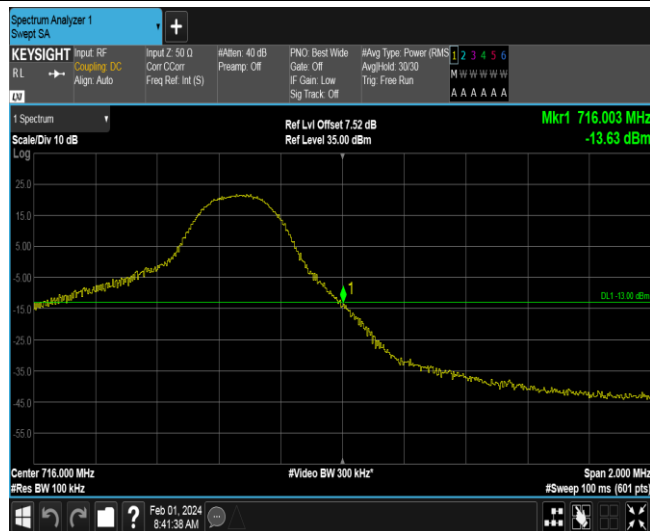 Spectrum Analyzer 1
Swept SA
KEYSIGHT
RL
Input: RF
Coupling: DC
Align: Auto
Input Z: 50 Ω
Corr CCorr
Freq Ref: Int (S)
#Atten: 40 dB
Preamp: Off
PNO: Best Wide
Gate: Off
IF Gain: Low
Sig Track: Off
#Avg Type: Power (RMS
Avg|Hold: 30/30
Trig: Free Run
1 2 3 4 5 6
M W W W W W
A A A A A A
LXI
1 Spectrum
Scale/Div 10 dB
Ref Lvl Offset 7.52 dB
Ref Level 35.00 dBm
Mkr1 716.003 MHz
-13.63 dBm
Log
25.0
15.0
5.00
-5.00
-15.0
-25.0
-35.0
-45.0
-55.0
1
DL1 -13.00 dBm
Center 716.000 MHz
#Res BW 100 kHz
#Video BW 300 kHz*
Span 2.000 MHz
#Sweep 100 ms (601 pts)
?
Feb 01, 2024
8:41:38 AM